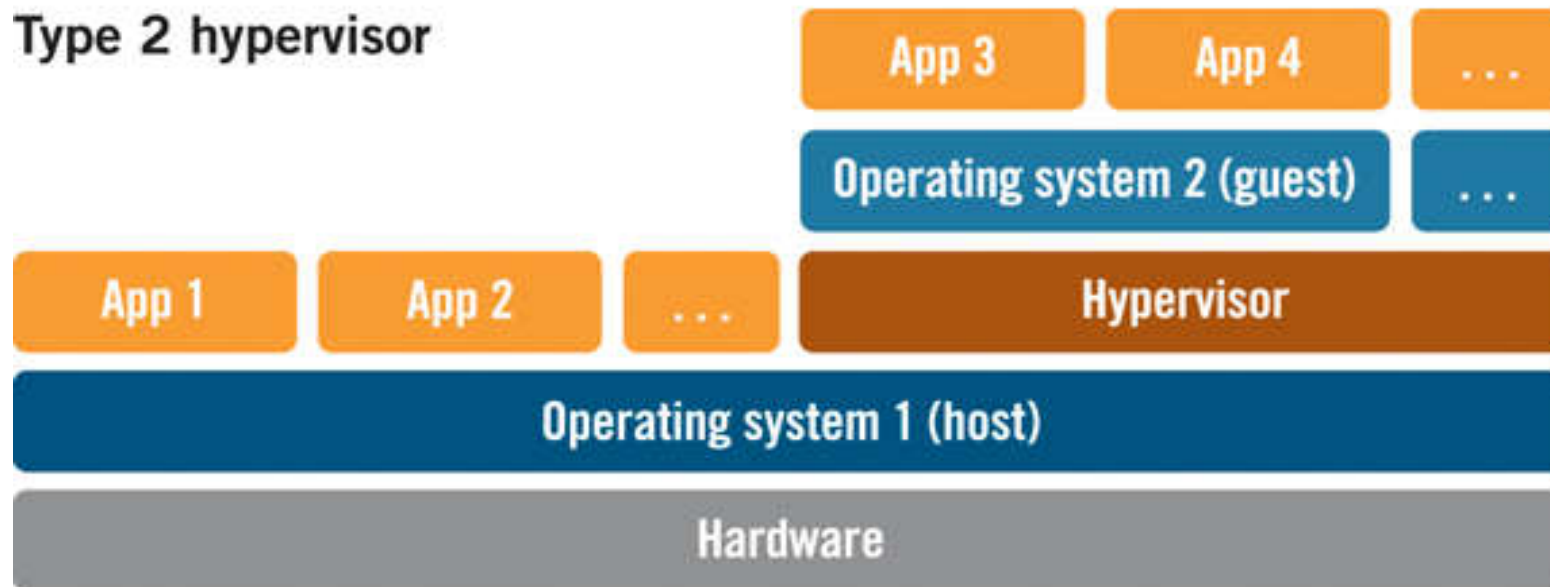 Type 2 hypervisor
App 3
App 4
...
Operating system 2 (guest)
...
App 1
App 2
...
Hypervisor
Operating system 1 (host)
Hardware